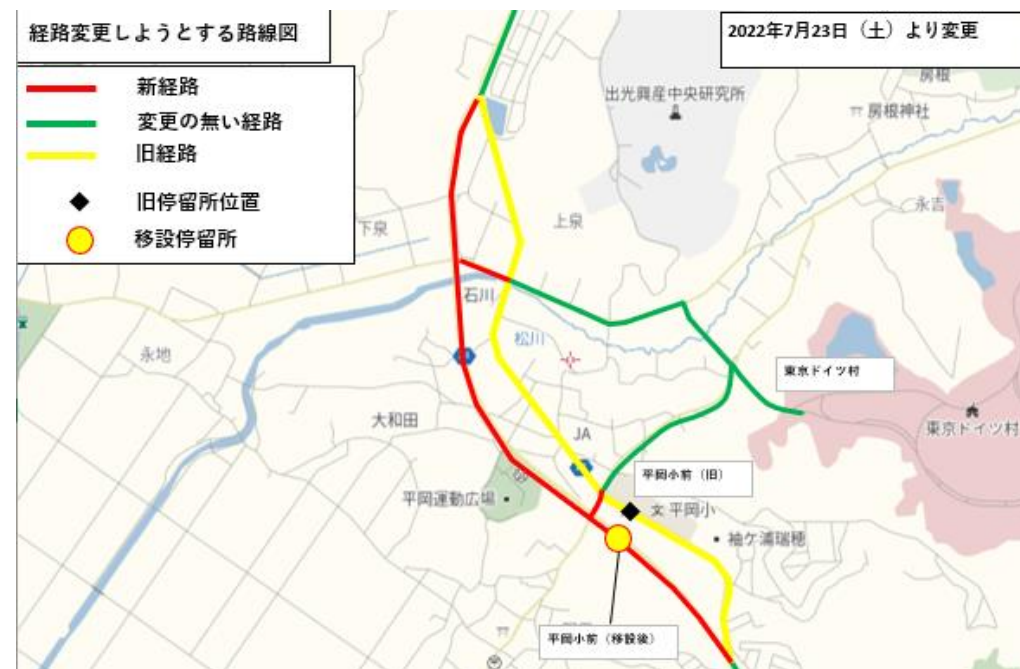 経路変更しようとする路線図
2022年7月23日（土）より変更
新経路
変更の無い経路
旧経路
旧停留所位置
移設停留所
房根
出光興産中央研究所
房根神社
永吉
下泉
上泉
石川
松川
永地
東京ドイツ村
大和田
JA
東京ドイツ村
平岡小前（旧）
平岡運動広場
文 平岡小
袖ケ浦瑞穂
平岡小前（移設後）